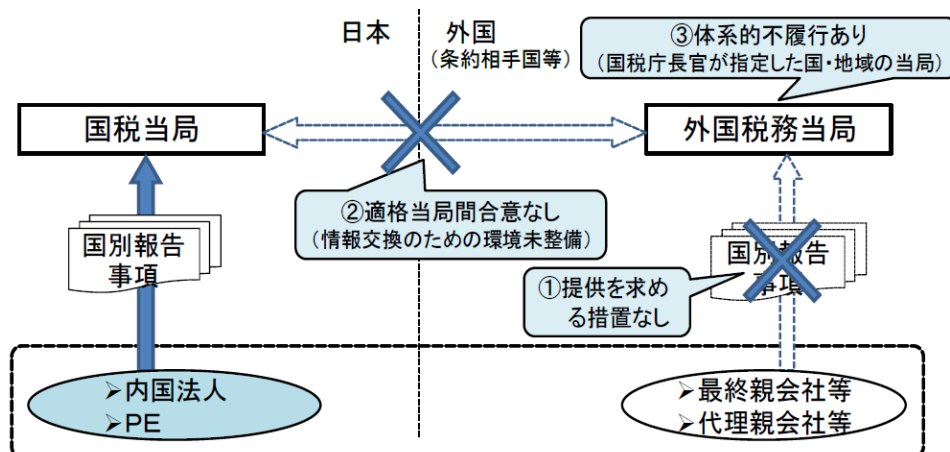 日本
外国
(条約相手国等)
③体系的不履行あり
(国税庁長官が指定した国・地域の当局)
国税当局
外国税務当局
②適格当局間合意なし
(情報交換のための環境未整備)
国別報告
事項
国別報告
事項
①提供を求め
る措置なし
➢内国法人
➢PE
➢最終親会社等
➢代理親会社等